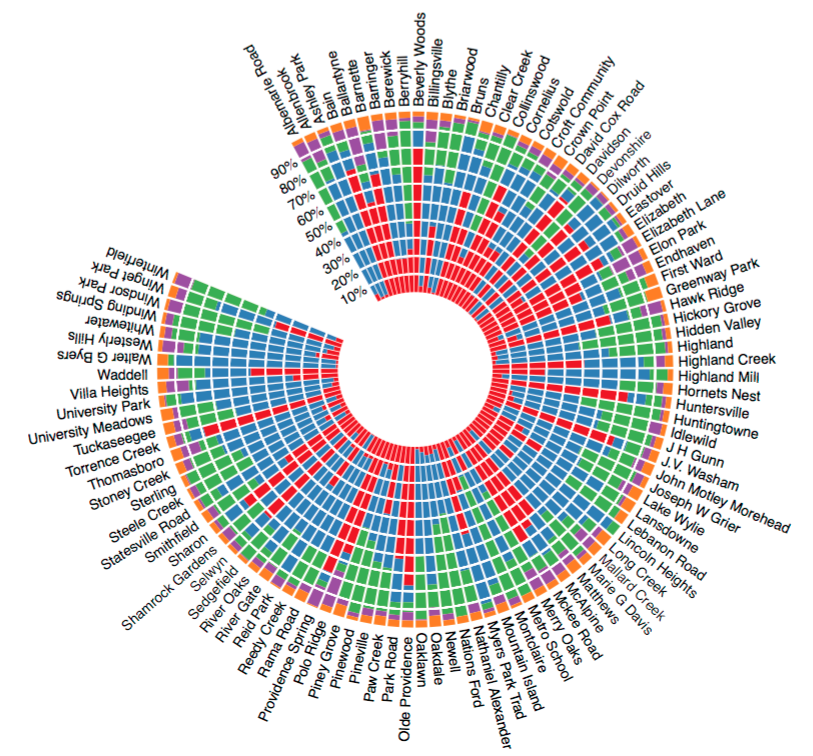 Albemarle Road
Allenbrook
Ashley Park
Bain
Ballantyne
Barnette
Barringer
Berewick
Berryhill
Beverly Woods
Billingsville
Blythe
Briarwood
Bruns
Chantilly
Clear Creek
Collinswood
Cornelius
Cotswold
Croft Community
Crown Point
David Cox Road
Davidson
Devonshire
Dilworth
Druid Hills
Eastover
Elizabeth
Elizabeth Lane
Elon Park
Endhaven
First Ward
Greenway Park
Hawk Ridge
Hickory Grove
Hidden Valley
Highland
Highland Creek
Highland Mill
Hornets Nest
Huntersville
Huntingtowne
Idlewild
J H Gunn
J.V. Washam
John Motley Morehead
Joseph W Grier
Lake Wylie
Lansdowne
Lebanon Road
Lincoln Heights
Long Creek
Mallard Creek
Marie G Davis
Matthews
McAlpine
Mckee Road
Merry Oaks
Metro School
Montclaire
Mountain Island
Myers Park Trad
Nathaniel Alexander
Nations Ford
Newell
Oakdale
Oaklawn
Olde Providence
Park Road
Paw Creek
Pineville
Pinewood
Piney Grove
Polo Ridge
Providence Spring
Rama Road
Reedy Creek
Reid Park
River Gate
River Oaks
Sedgefield
Selwyn
Shamrock Gardens
Sharon
Smithfield
Statesville Road
Steele Creek
Sterling
Stoney Creek
Thomasboro
Torrence Creek
Tuckaseegee
University Meadows
University Park
Villa Heights
Waddell
Walter G Byers
Westerly Hills
Whitewater
Winding Springs
Windsor Park
Winget Park
Winterfield
90%
80%
70%
60%
50%
40%
30%
20%
10%